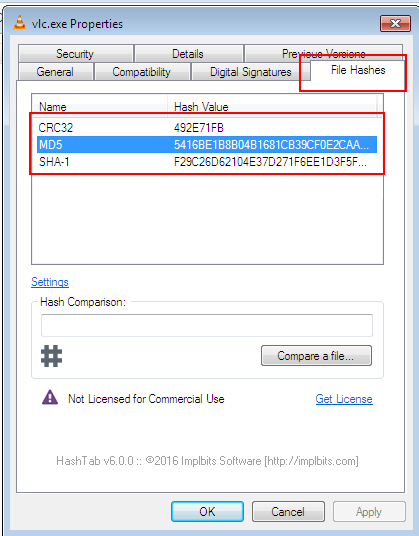 vlc.exe Properties
Security Details Previous Versions
General Compatibility Digital Signatures File Hashes
Name Hash Value
CRC32 492E71FB
MD5 5416BE1B8B04B1681CB39CF0E2CAA...
SHA-1 F29C26D62104E37D271F6EE1D3F5F...
Settings
Hash Comparison:
Compare a file...
Not Licensed for Commercial Use Get License
HashTab v6.0.0 :: ©2016 Implbits Software [http://implbits.com]
OK Cancel Apply